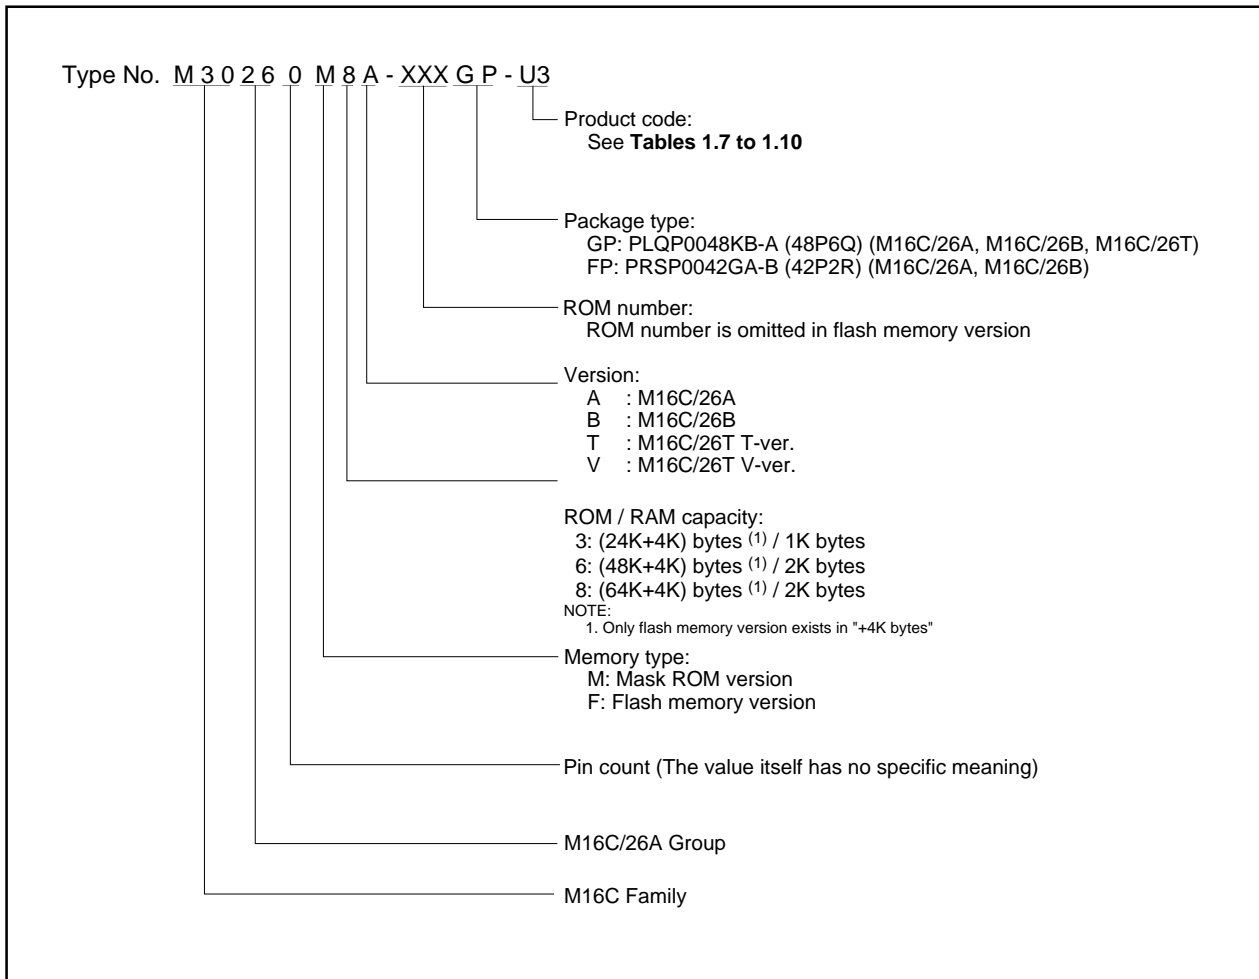 Type No. M 3 0 2 6 0 M 8 A - XXX G P - U3
Product code:
See Tables 1.7 to 1.10
Package type:
GP: PLQP0048KB-A (48P6Q) (M16C/26A, M16C/26B, M16C/26T)
FP: PRSP0042GA-B (42P2R) (M16C/26A, M16C/26B)
ROM number:
ROM number is omitted in flash memory version
Version:
A : M16C/26A
B : M16C/26B
T : M16C/26T T-ver.
V : M16C/26T V-ver.
ROM / RAM capacity:
3: (24K+4K) bytes (1) / 1K bytes
6: (48K+4K) bytes (1) / 2K bytes
8: (64K+4K) bytes (1) / 2K bytes
NOTE:
1. Only flash memory version exists in "+4K bytes"
Memory type:
M: Mask ROM version
F: Flash memory version
Pin count (The value itself has no specific meaning)
M16C/26A Group
M16C Family